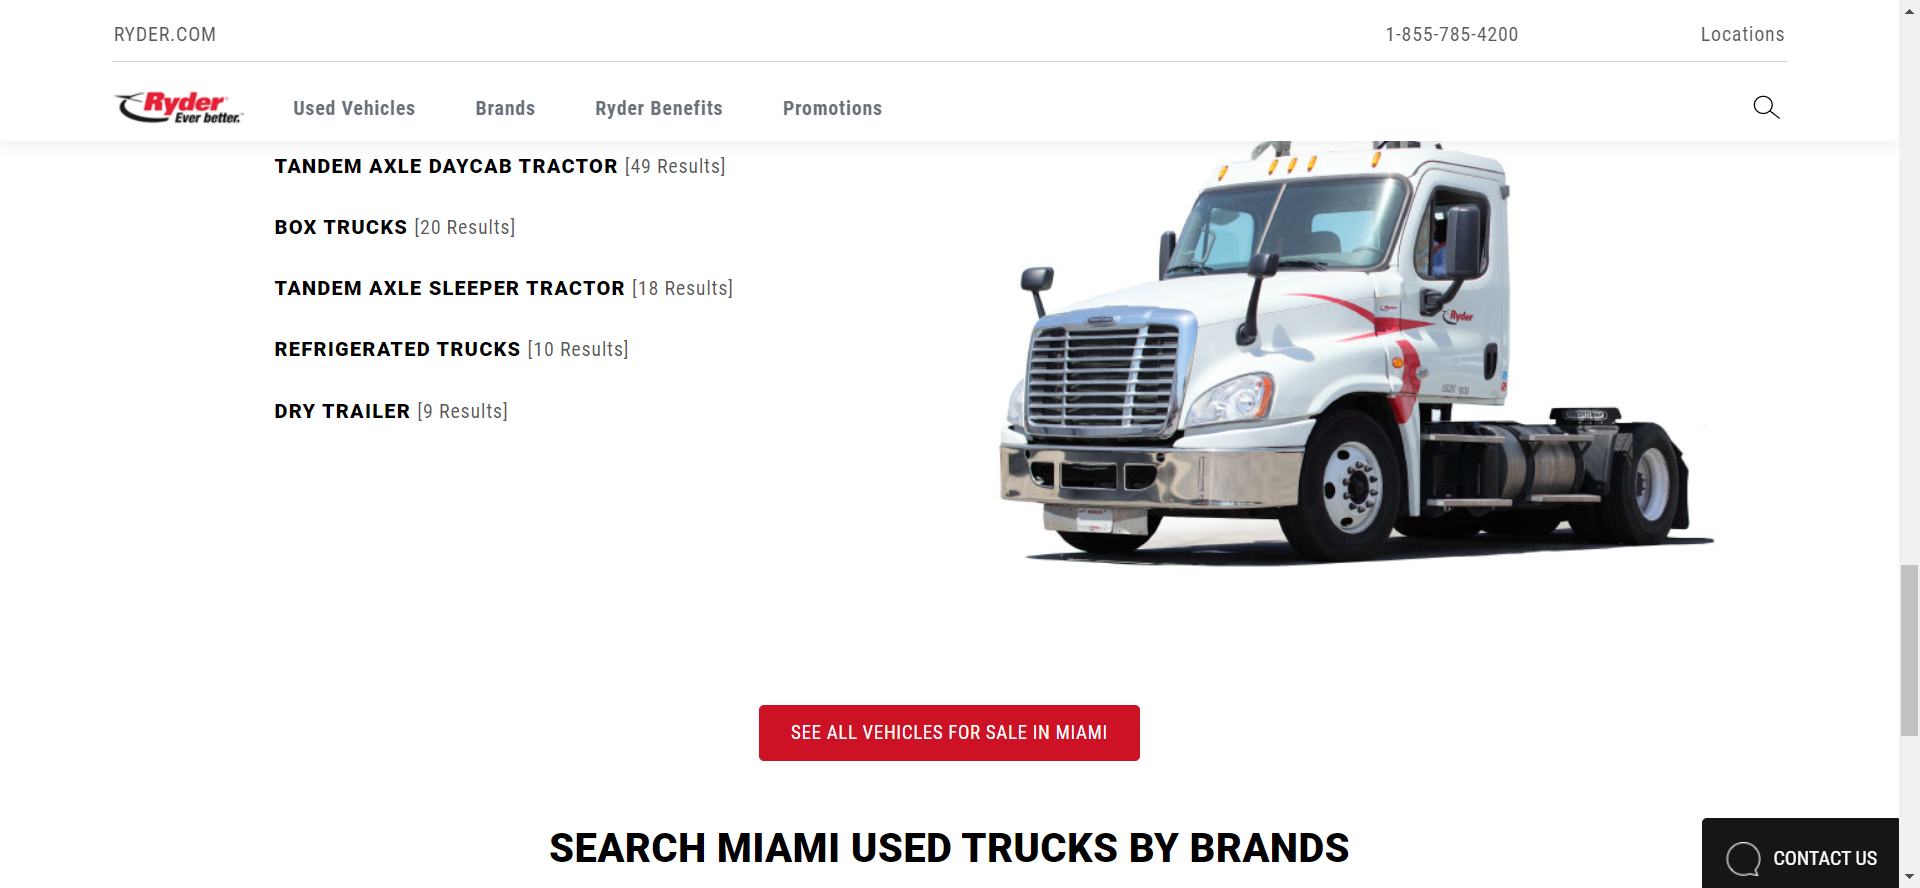 RYDER.COM
1-855-785-4200
Locations
Ryder
Ever better.
Used Vehicles
Brands
Ryder Benefits
Promotions
TANDEM AXLE DAYCAB TRACTOR [49 Results]
BOX TRUCKS [20 Results]
TANDEM AXLE SLEEPER TRACTOR [18 Results]
REFRIGERATED TRUCKS [10 Results]
DRY TRAILER [9 Results]
Ryder
SEE ALL VEHICLES FOR SALE IN MIAMI
SEARCH MIAMI USED TRUCKS BY BRANDS
CONTACT US